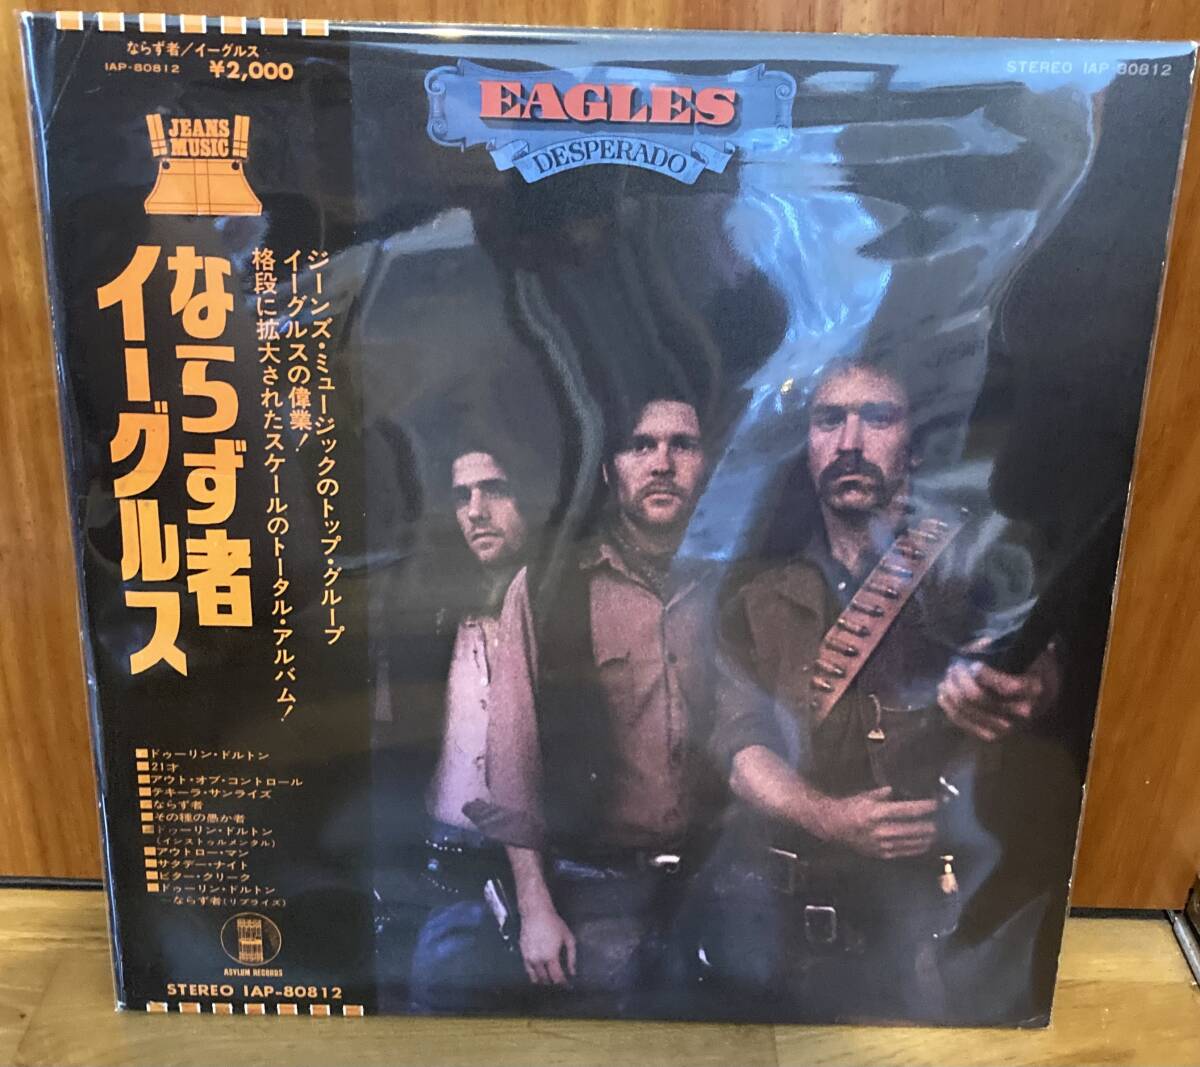 ならず者/イーグルス
IAP-80812 ¥2,000
JEANS
MUSIC
ならず者
イーグルス
ジーンズ・ミュージックのトップ・グループ
イーグルスの偉業!
格段に拡大されたスケールのトータル・アルバム!
ドゥーリン・ドルトン
21才
アウト・オブ・コントロール
テキーラ・サンライズ
ならず者
その種の愚か者
ドゥーリン・ドルトン
(インストゥルメンタル)
アウトロー・マン
サタデー・ナイト
ビター・クリーク
ドゥーリン・ドルトン
—ならず者(リプライズ)
ASYLUM RECORDS
STEREO IAP-80812
EAGLES
DESPERADO
STEREO IAP-80812